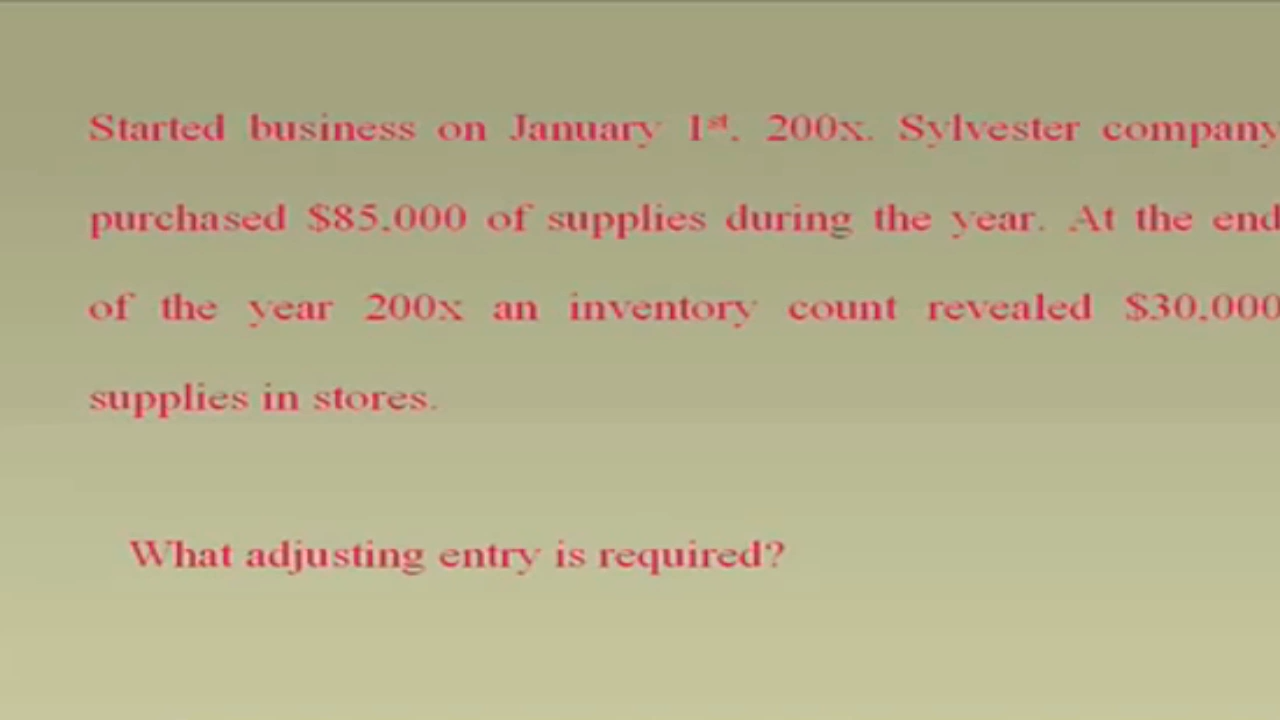 Started business on January 1st, 200x. Sylvester company
purchased $85,000 of supplies during the year. At the end
of the year 200x an inventory count revealed $30,000
supplies in stores.
What adjusting entry is required?